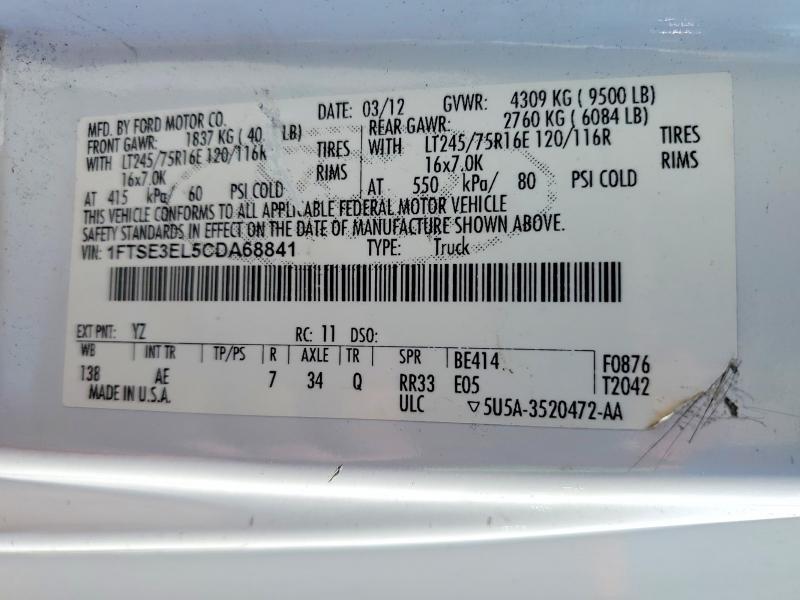 MFD. BY FORD MOTOR CO. DATE: 03/12 GVWR: 4309 KG ( 9500 LB)
FRONT GAWR: 1837 KG ( 40 LB) REAR GAWR: 2760 KG ( 6084 LB)
WITH LT245/75R16E 120/116R TIRES WITH LT245/75R16E 120/116R TIRES
16x7.0K RIMS 16x7.0K RIMS
AT 415 kPa/ 60 PSI COLD AT 550 kPa/ 80 PSI COLD
THIS VEHICLE CONFORMS TO ALL APPLICABLE FEDERAL MOTOR VEHICLE
SAFETY STANDARDS IN EFFECT ON THE DATE OF MANUFACTURE SHOWN ABOVE.
VIN: 1FTSE3EL5CDA68841 TYPE: Truck
EXT PNT: YZ RC: 11 DSO:
WB INT TR TP/PS R AXLE TR SPR BE414 F0876
138 AE 7 34 Q RR33 E05 T2042
MADE IN U.S.A. ULC ▽5U5A-3520472-AA